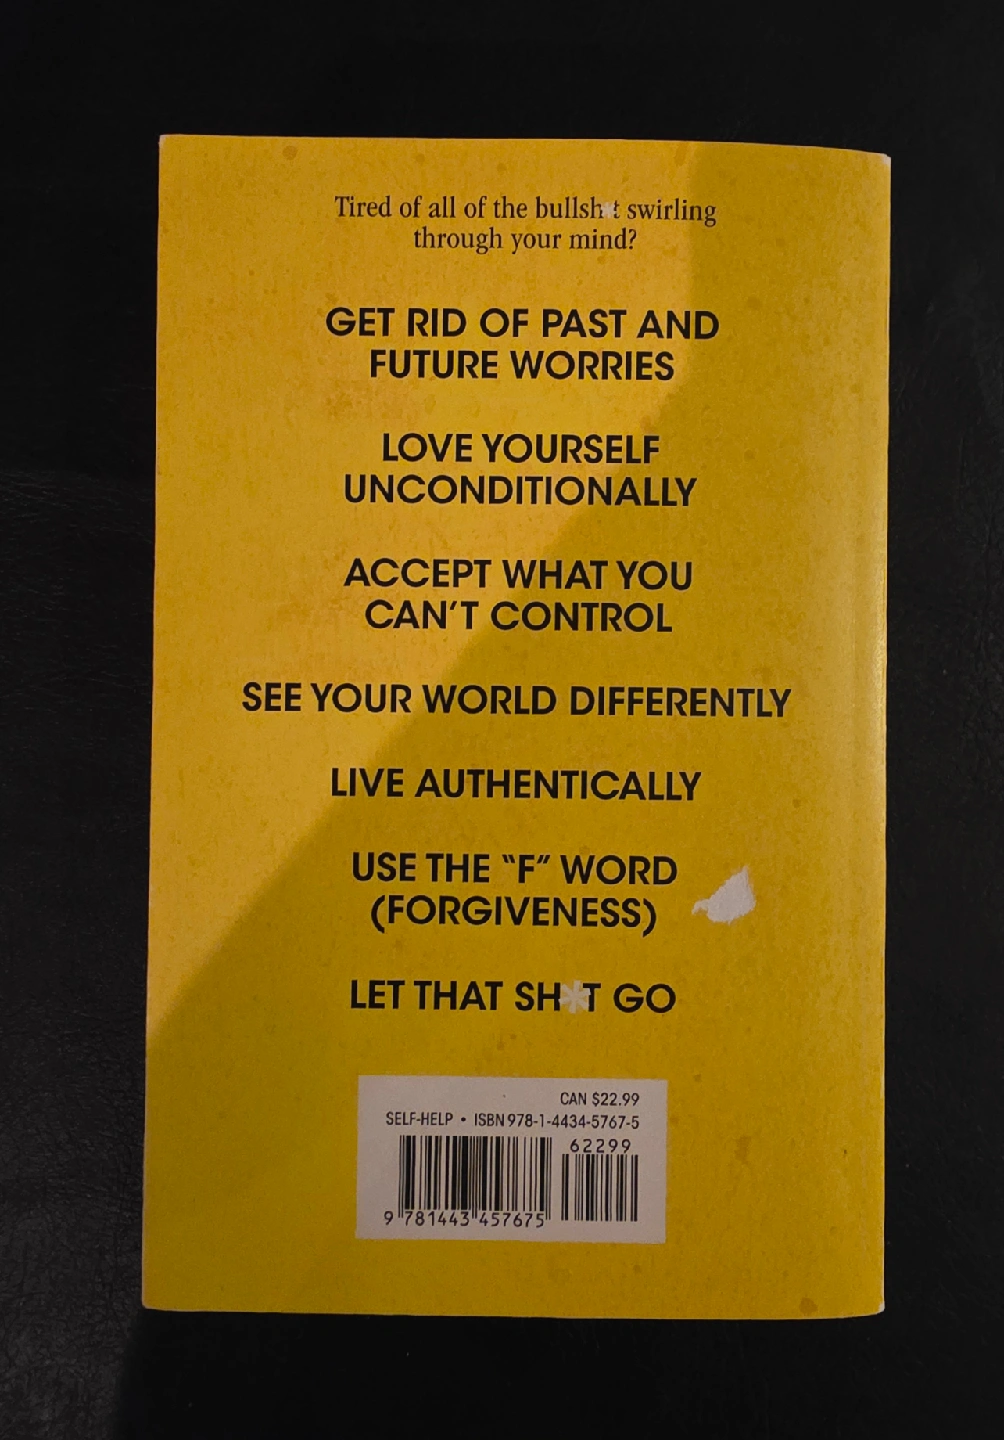 Tired of all of the bullsh*t swirling
through your mind?
GET RID OF PAST AND
FUTURE WORRIES
LOVE YOURSELF
UNCONDITIONALLY
ACCEPT WHAT YOU
CAN'T CONTROL
SEE YOUR WORLD DIFFERENTLY
LIVE AUTHENTICALLY
USE THE "F" WORD
(FORGIVENESS)
LET THAT SH*T GO
CAN $22.99
SELF-HELP • ISBN 978-1-4434-5767-5
62299
9 781443 457675